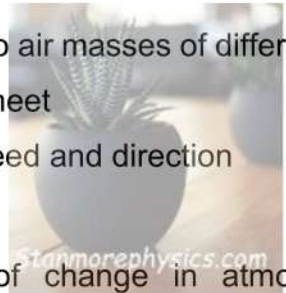 o air masses of differ
neet
eed and direction
Stanmorephysics.com
of change in atmo